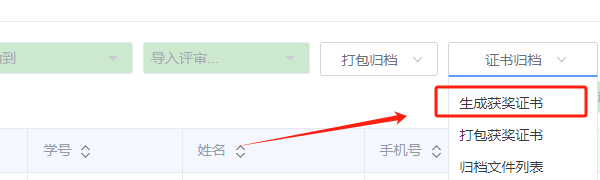 到
导入评审...
打包归档
证书归档
生成获奖证书
打包获奖证书
归档文件列表
学号
姓名
手机号